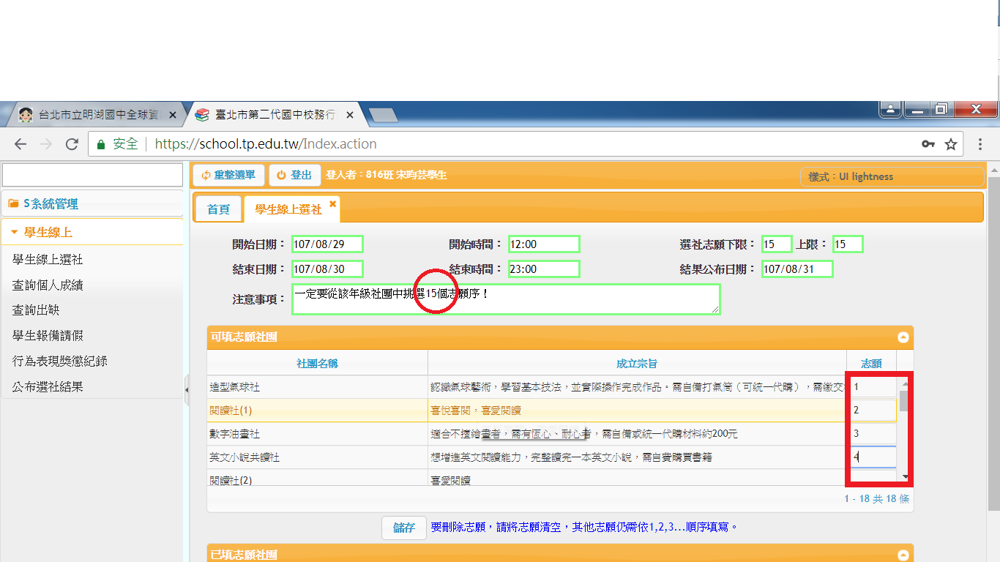 台北市立明湖國中全球資
臺北市第二代國中校務行
安全 https://school.tp.edu.tw/Index.action
重整選單 登出 登入者：816班 宋昀芸學生 樣式：UI lightness
S系統管理
學生線上
學生線上選社
查詢個人成績
查詢出缺
學生報備請假
行為表現獎懲紀錄
公布選社結果
首頁 學生線上選社
開始日期： 107/08/29 開始時間： 12:00 選社志願下限： 15 上限： 15
結束日期： 107/08/30 結束時間： 23:00 結果公布日期： 107/08/31
注意事項： 一定要從該年級社團中挑選15個志願序！
可填志願社團
社團名稱 成立宗旨 志願
造型氣球社 認識氣球藝術，學習基本技法，並實際操作完成作品。需自備打氣筒（可統一代購），需繳交 1
閱讀社(1) 喜悅喜閱，喜愛閱讀 2
數字油畫社 適合不擅繪畫者，需有恆心、耐心者，需自備或統一代購材料約200元 3
英文小說共讀社 想增進英文閱讀能力，完整讀完一本英文小說，需自費購買書籍 4
閱讀社(2) 喜愛閱讀
1 - 18 共 18 條
儲存 要刪除志願，請將志願清空，其他志願仍需依1,2,3...順序填寫。
已填志願社團